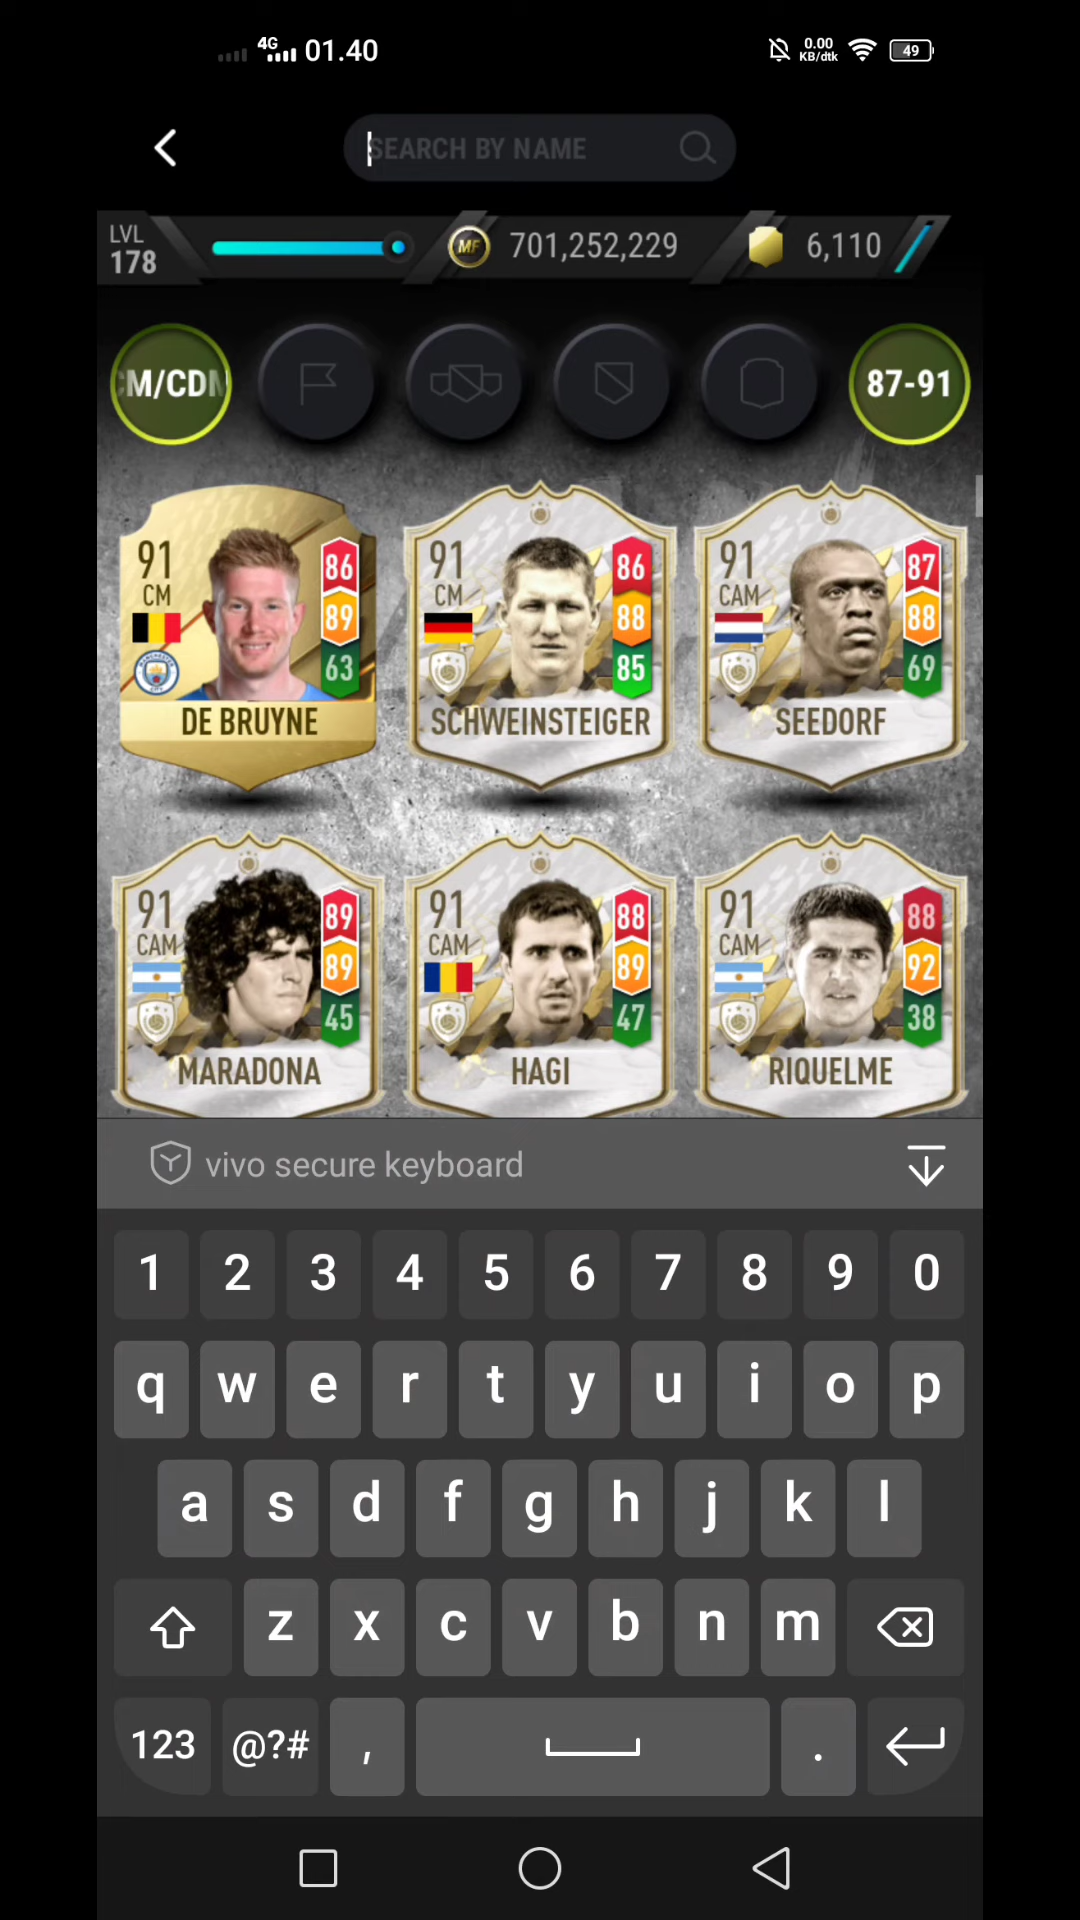 4G 01.40 0.00 KB/dtk 49
SEARCH BY NAME
LVL 178 MF 701,252,229 6,110
CM/CDM 87-91
91 CM 86 89 63 DE BRUYNE
91 CM 86 88 85 SCHWEINSTEIGER
91 CAM 87 88 69 SEEDORF
91 CAM 89 89 45 MARADONA
91 CAM 88 89 47 HAGI
91 CAM 88 92 38 RIQUELME
vivo secure keyboard
1 2 3 4 5 6 7 8 9 0
q w e r t y u i o p
a s d f g h j k l
z x c v b n m
123 @?# , .